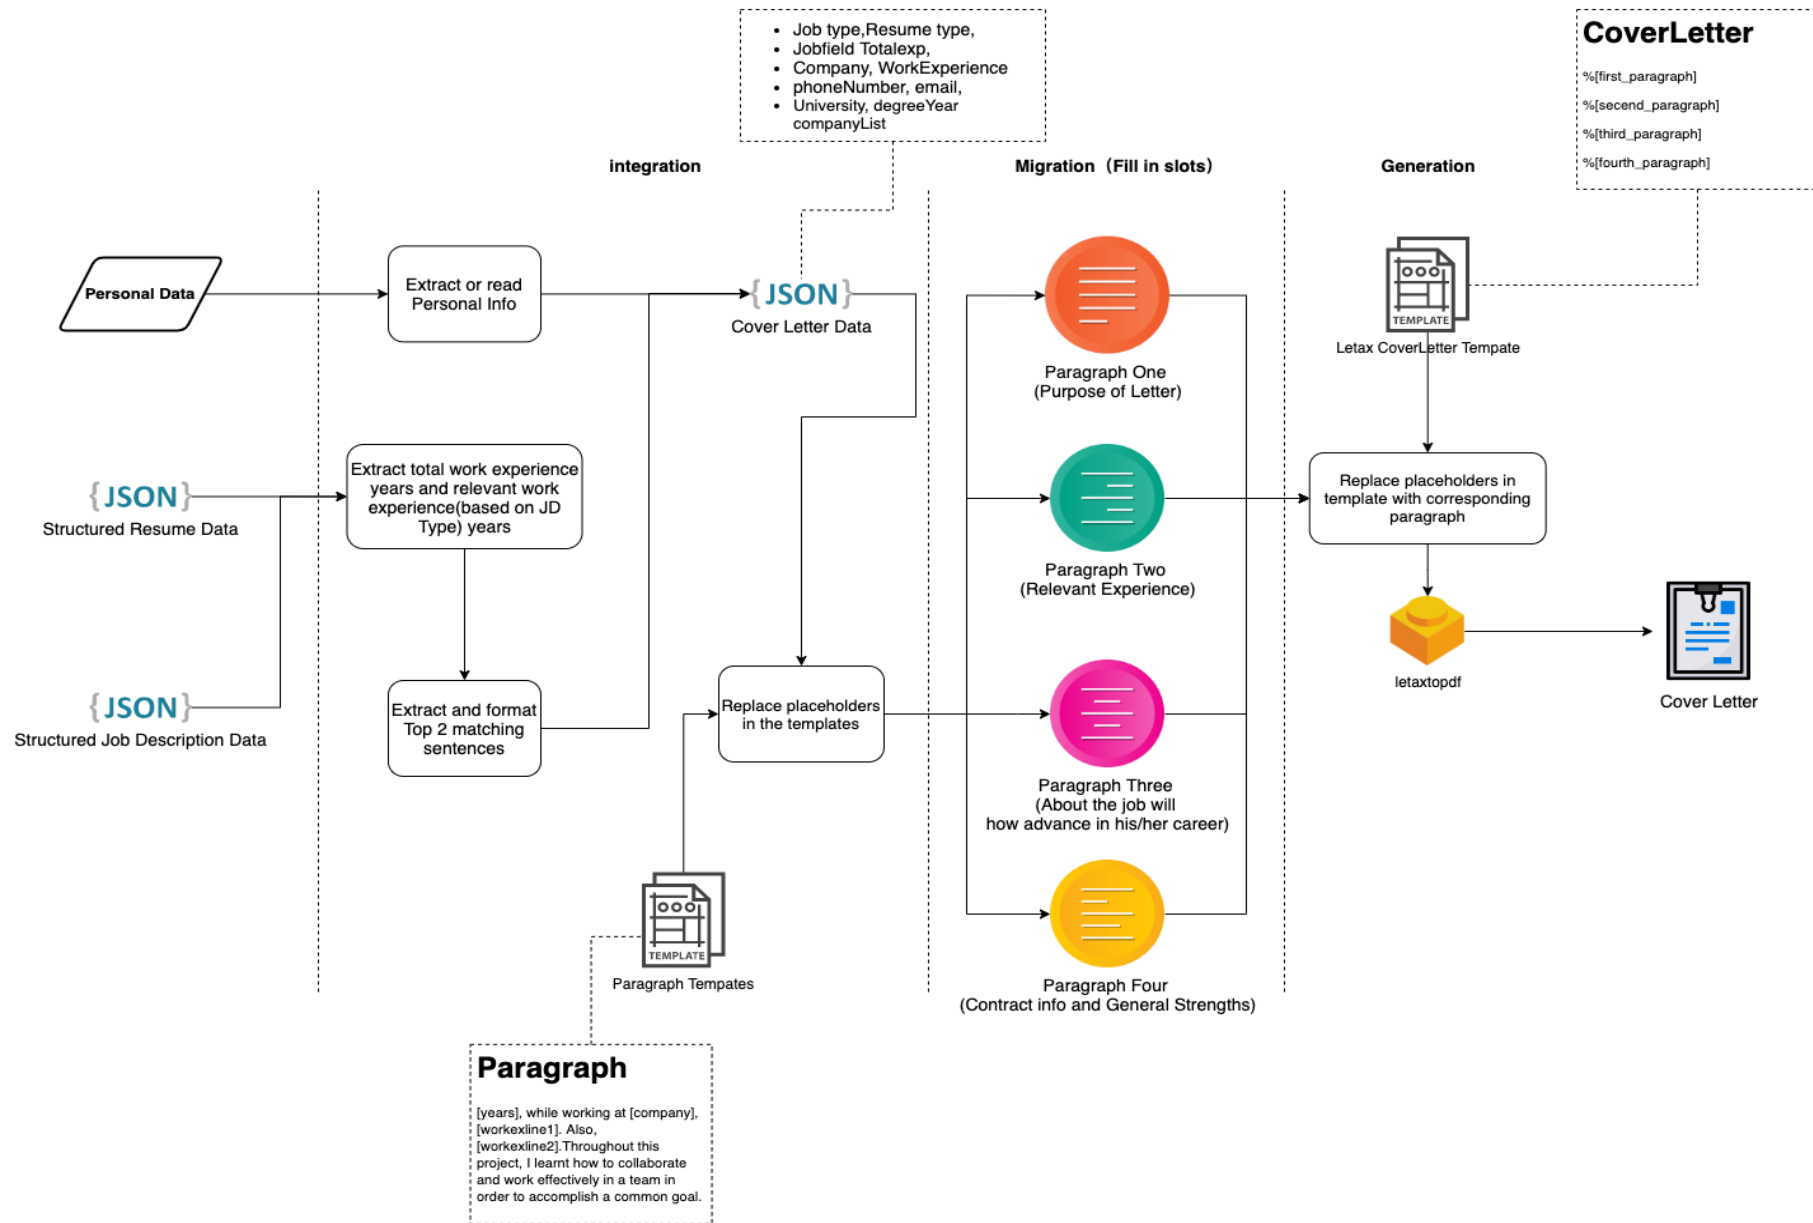 • Job type,Resume type,
• Jobfield Totalexp,
• Company, WorkExperience
• phoneNumber, email,
• University, degreeYear
companyList
CoverLetter
%[first_paragraph]
%[secend_paragraph]
%[third_paragraph]
%[fourth_paragraph]
integration
Migration（Fill in slots）
Generation
Personal Data
Extract or read
Personal Info
{JSON}
Cover Letter Data
TEMPLATE
Letax CoverLetter Tempate
Paragraph One
(Purpose of Letter)
{JSON}
Structured Resume Data
Extract total work experience
years and relevant work
experience(based on JD
Type) years
Replace placeholders in
template with corresponding
paragraph
Paragraph Two
(Relevant Experience)
{JSON}
Structured Job Description Data
Extract and format
Top 2 matching
sentences
Replace placeholders
in the templates
letaxtopdf
Cover Letter
Paragraph Three
(About the job will
how advance in his/her career)
TEMPLATE
Paragraph Tempates
Paragraph Four
(Contract info and General Strengths)
Paragraph
[years], while working at [company],
[workexline1]. Also,
[workexline2].Throughout this
project, I learnt how to collaborate
and work effectively in a team in
order to accomplish a common goal.